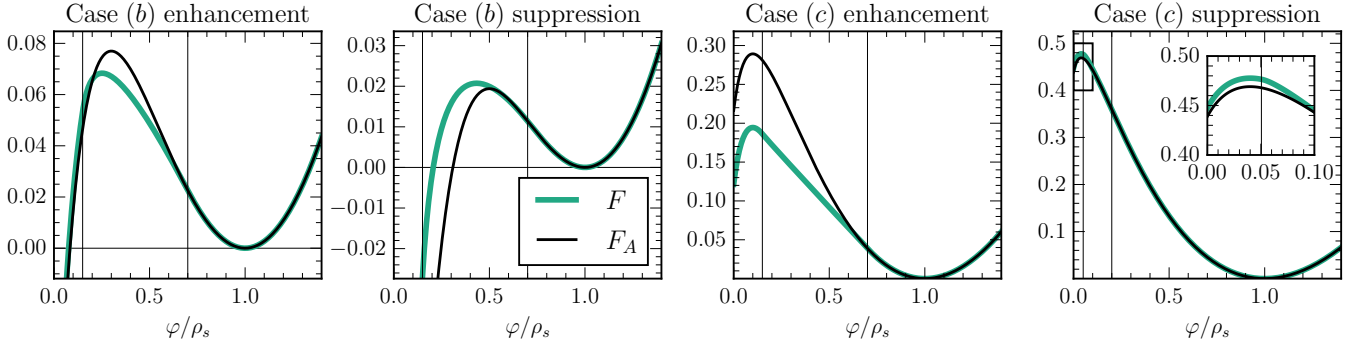 Case (b) enhancement
0.08
0.06
0.04
0.02
0.00
0.0 0.5 1.0
φ/ρs
Case (b) suppression
0.03
0.02
0.01
0.00
−0.01
−0.02
0.0 0.5 1.0
φ/ρs
F
F_A
Case (c) enhancement
0.30
0.25
0.20
0.15
0.10
0.05
0.0 0.5 1.0
φ/ρs
Case (c) suppression
0.5
0.4
0.3
0.2
0.1
0.0 0.5 1.0
φ/ρs
0.50
0.45
0.40
0.00 0.05 0.10